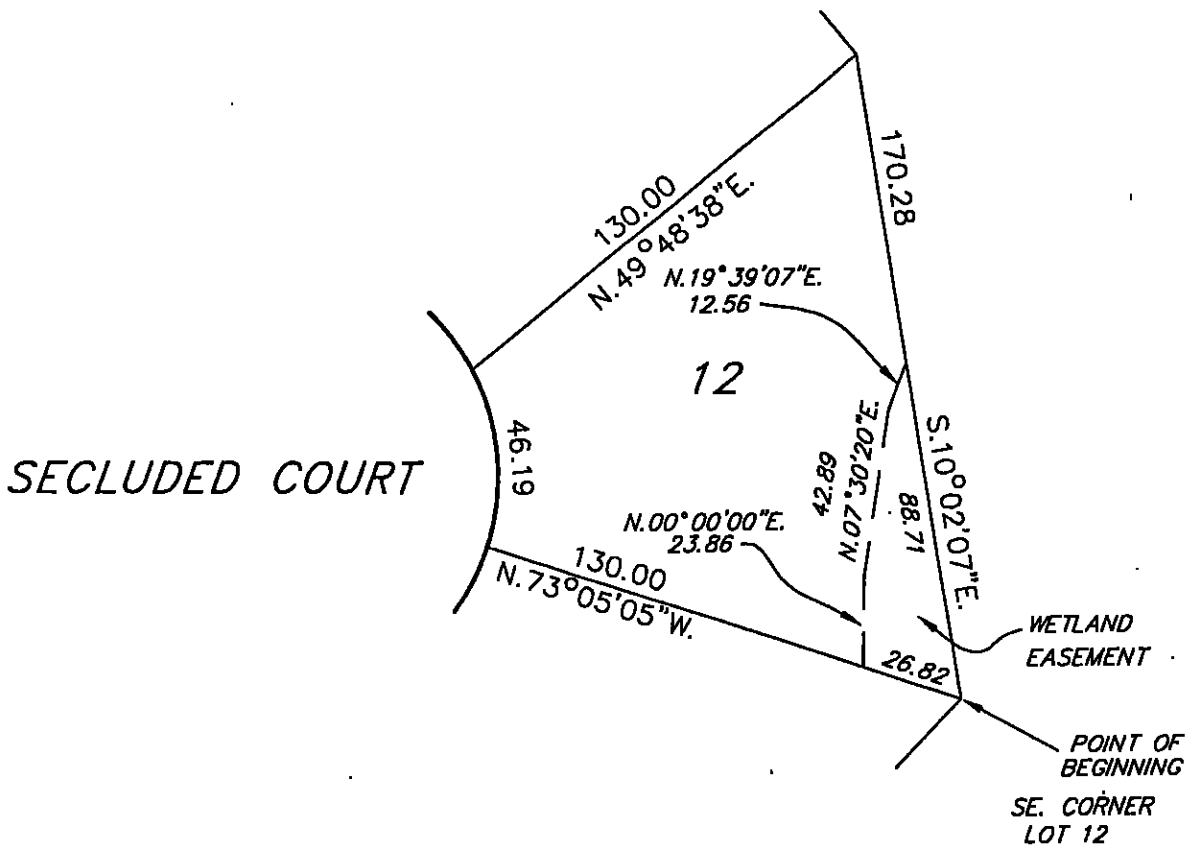 170.28
130.00
N.49°48'38"E.
N.19°39'07"E.
12.56
12
SECLUDED COURT
46.19
N.07°30'20"E.
42.89
S.10°02'07"E.
88.71
N.00°00'00"E.
23.86
130.00
N.73°05'05"W.
26.82
WETLAND
EASEMENT
POINT OF
BEGINNING
SE. CORNER
LOT 12